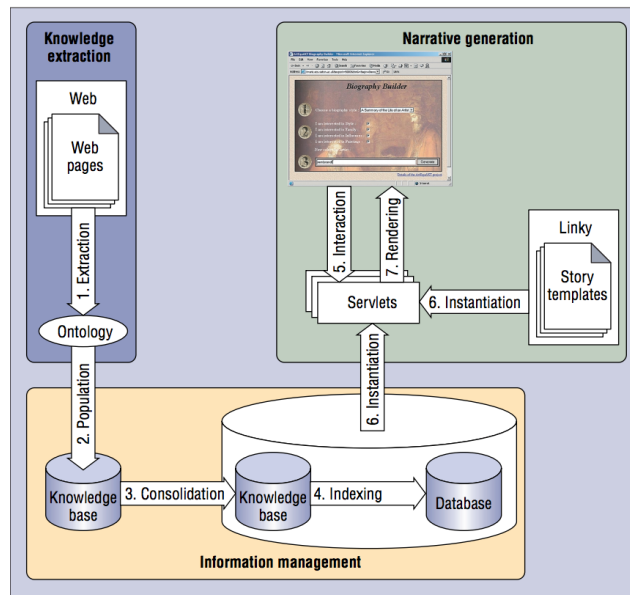 Knowledge
extraction
Web
Web
pages
1. Extraction
Ontology
2. Population
Narrative generation
Biography Builder
5. Interaction
7. Rendering
Servlets
6. Instantiation
Linky
Story
templates
6. Instantiation
Knowledge
base
3. Consolidation
Knowledge
base
4. Indexing
Database
Information management